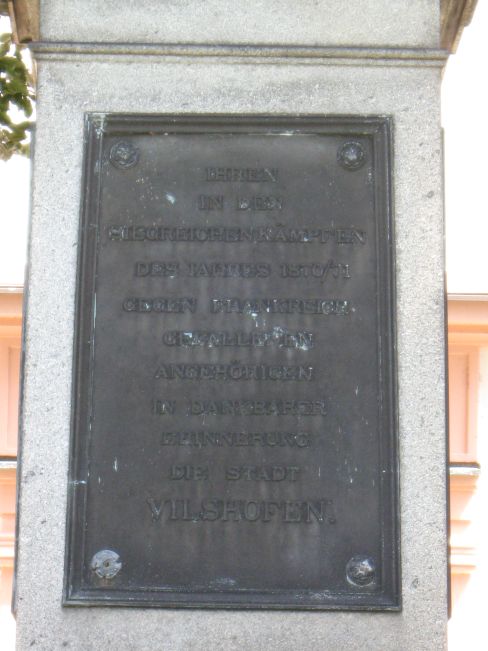 IHREN
IN DEN
SIEGREICHEN KÄMPFEN
DES JAHRES 1870/71
GEGEN FRANKREICH
GEFALLENEN
ANGEHÖRIGEN
IN DANKBARER
ERINNERUNG
DIE STADT
VILSHOFEN.